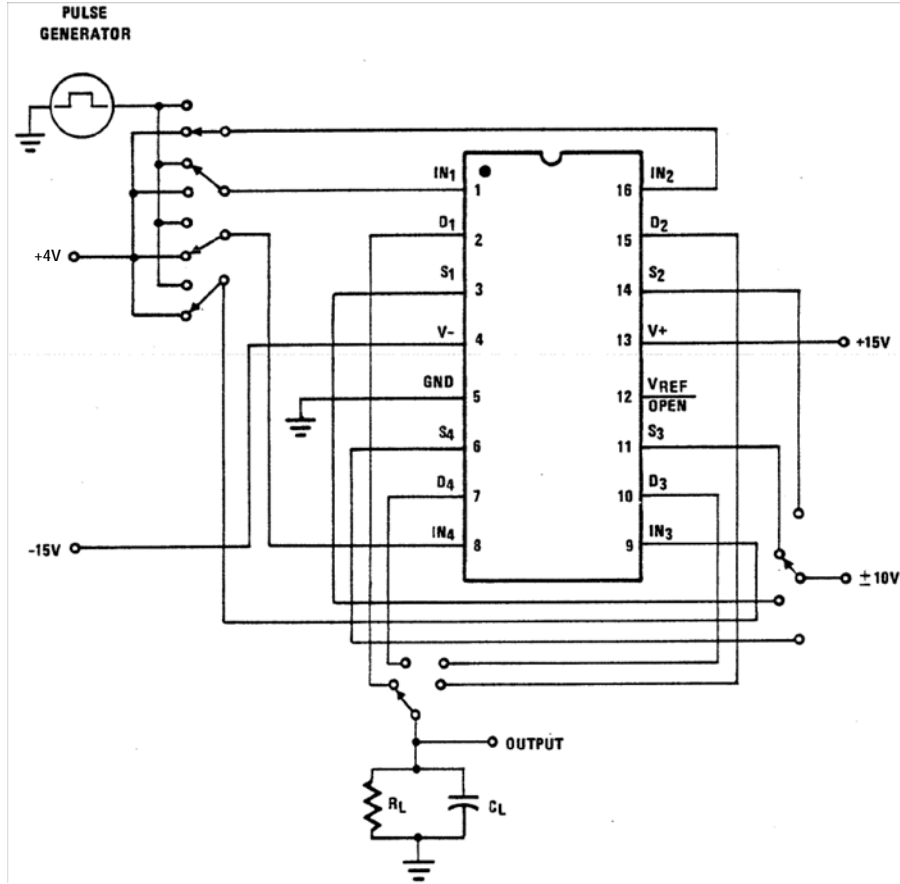 PULSE
GENERATOR
IN1
1
16
IN2
D1
2
15
D2
+4V
S1
3
14
S2
V-
4
13
V+
+15V
GND
5
12
VREF
OPEN
S4
6
11
S3
D4
7
10
D3
-15V
IN4
8
9
IN3
±10V
OUTPUT
RL
CL